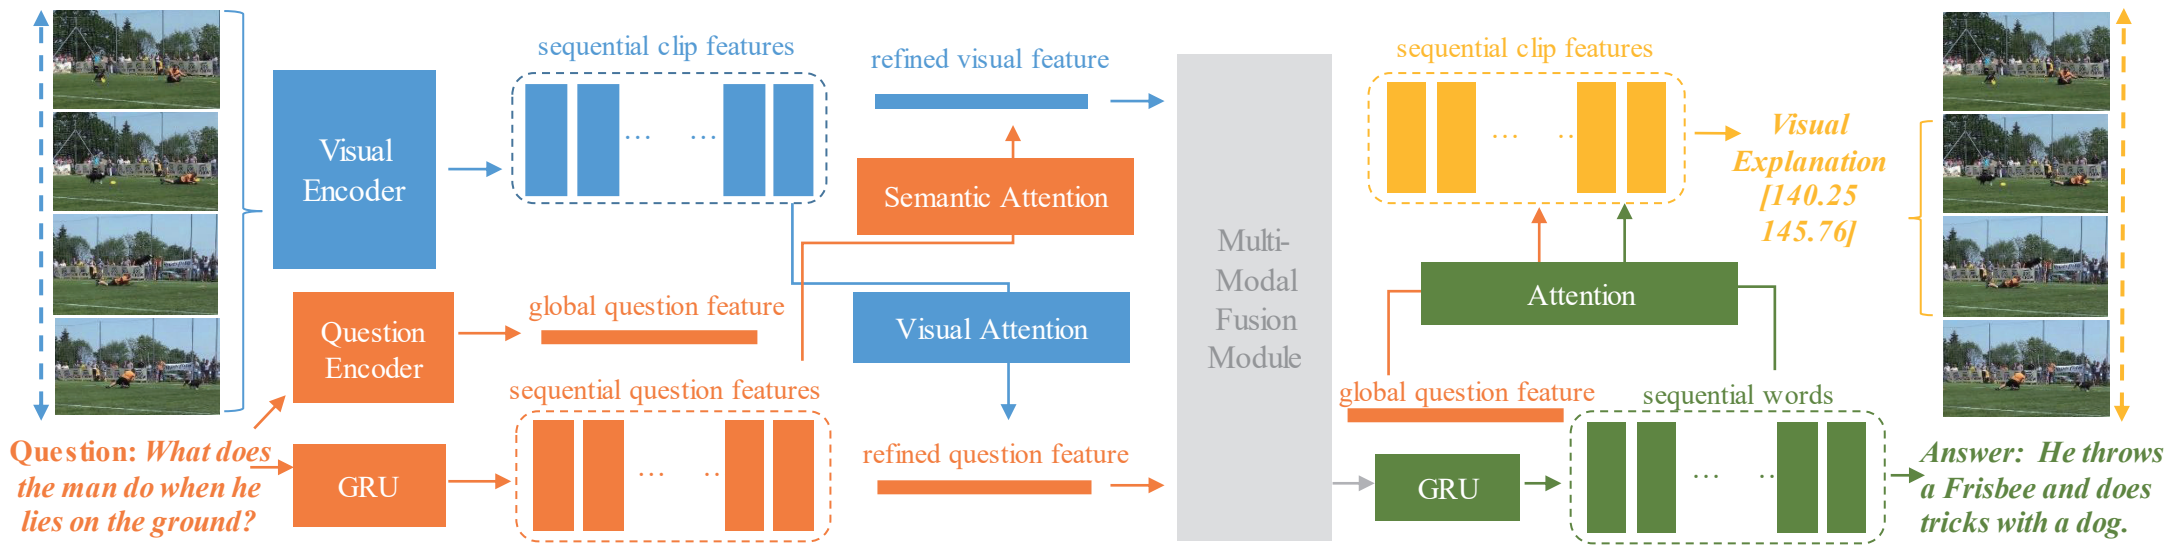 sequential clip features
Visual
Encoder
refined visual feature
Semantic Attention
global question feature
Question
Encoder
Visual Attention
sequential question features
Question: What does
the man do when he
lies on the ground?
GRU
refined question feature
Multi-
Modal
Fusion
Module
sequential clip features
Visual
Explanation
[140.25
145.76]
Attention
global question feature
sequential words
GRU
Answer: He throws
a Frisbee and does
tricks with a dog.